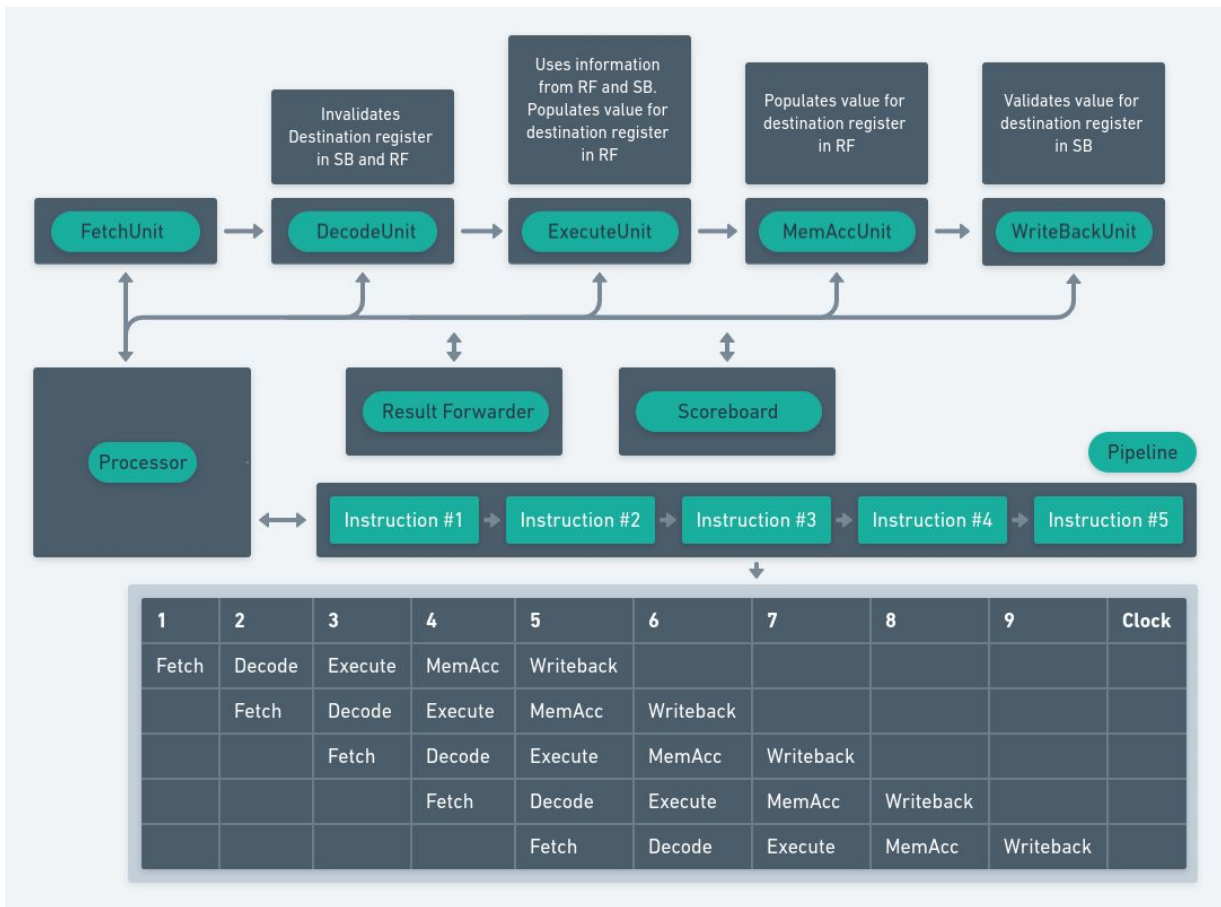 Invalidates
Destination register
in SB and RF
Uses information
from RF and SB.
Populates value for
destination register
in RF
Populates value for
destination register
in RF
Validates value for
destination register
in SB
FetchUnit
DecodeUnit
ExecuteUnit
MemAccUnit
WriteBackUnit
Result Forwarder
Scoreboard
Processor
Pipeline
Instruction #1
Instruction #2
Instruction #3
Instruction #4
Instruction #5
1 2 3 4 5 6 7 8 9 Clock
Fetch Decode Execute MemAcc Writeback
Fetch Decode Execute MemAcc Writeback
Fetch Decode Execute MemAcc Writeback
Fetch Decode Execute MemAcc Writeback
Fetch Decode Execute MemAcc Writeback